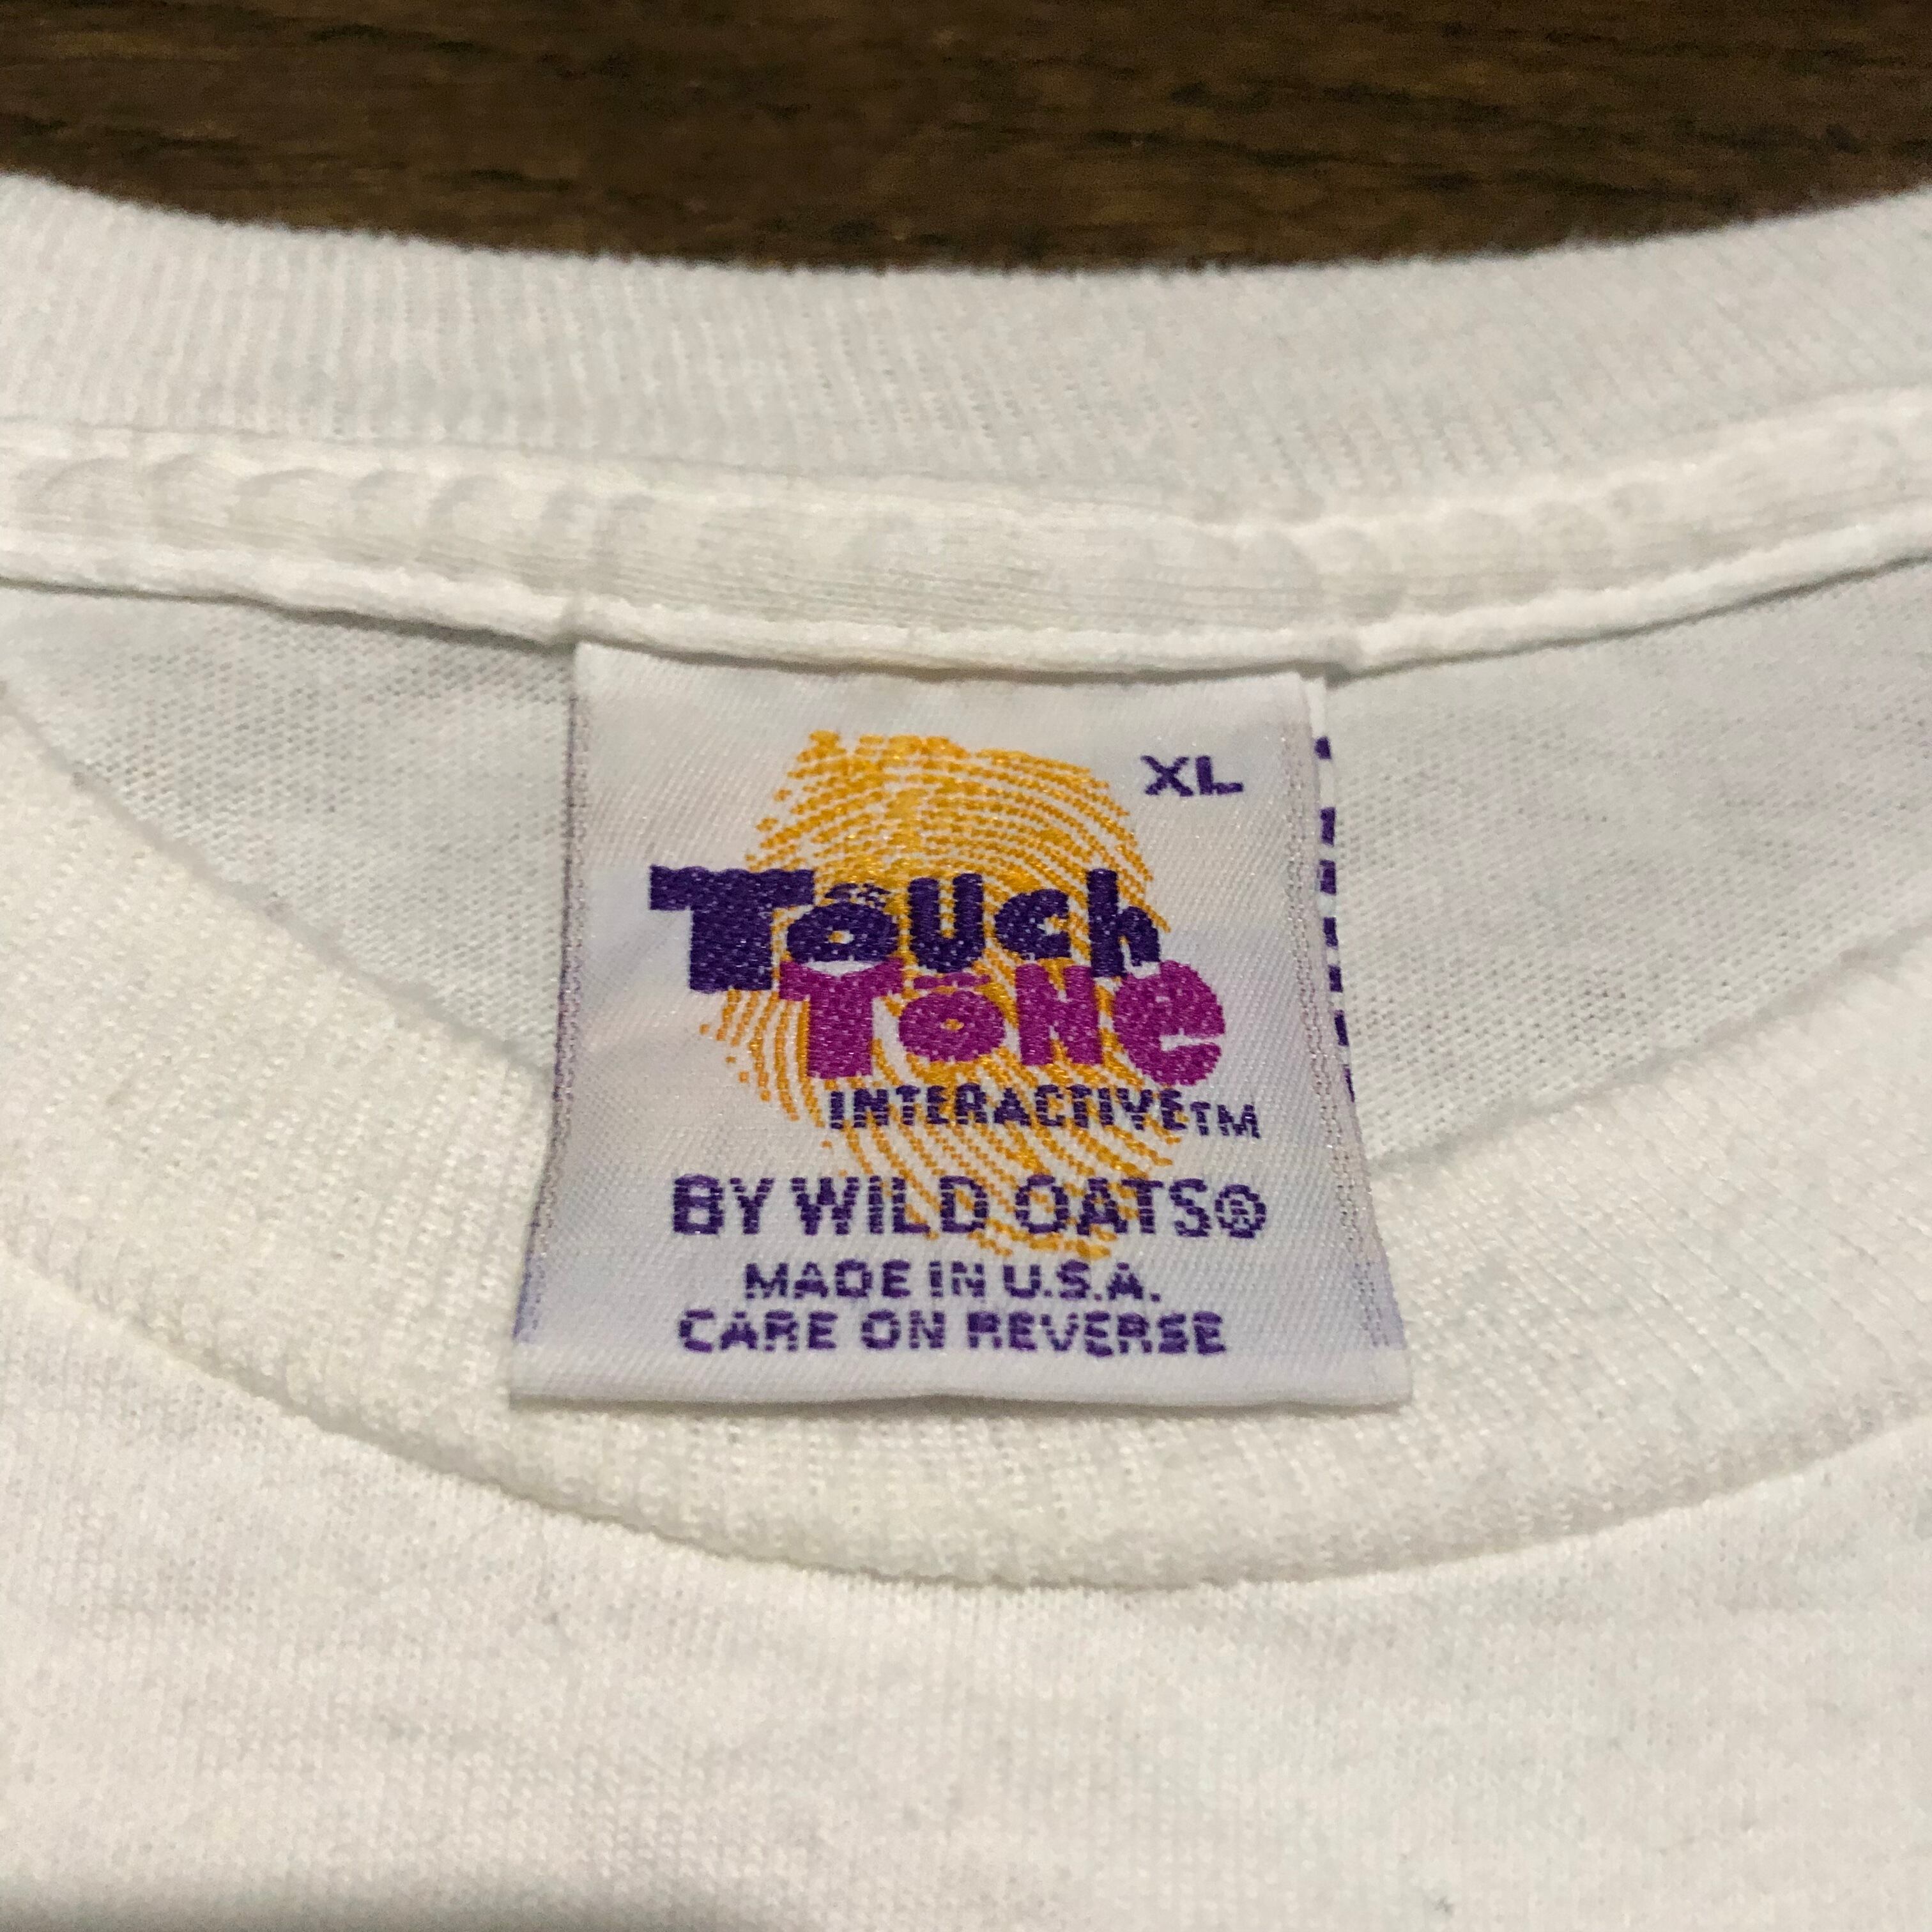 XL
Touch
Tone
INTERACTIVE™
BY WILD OATS®
MADE IN U.S.A.
CARE ON REVERSE